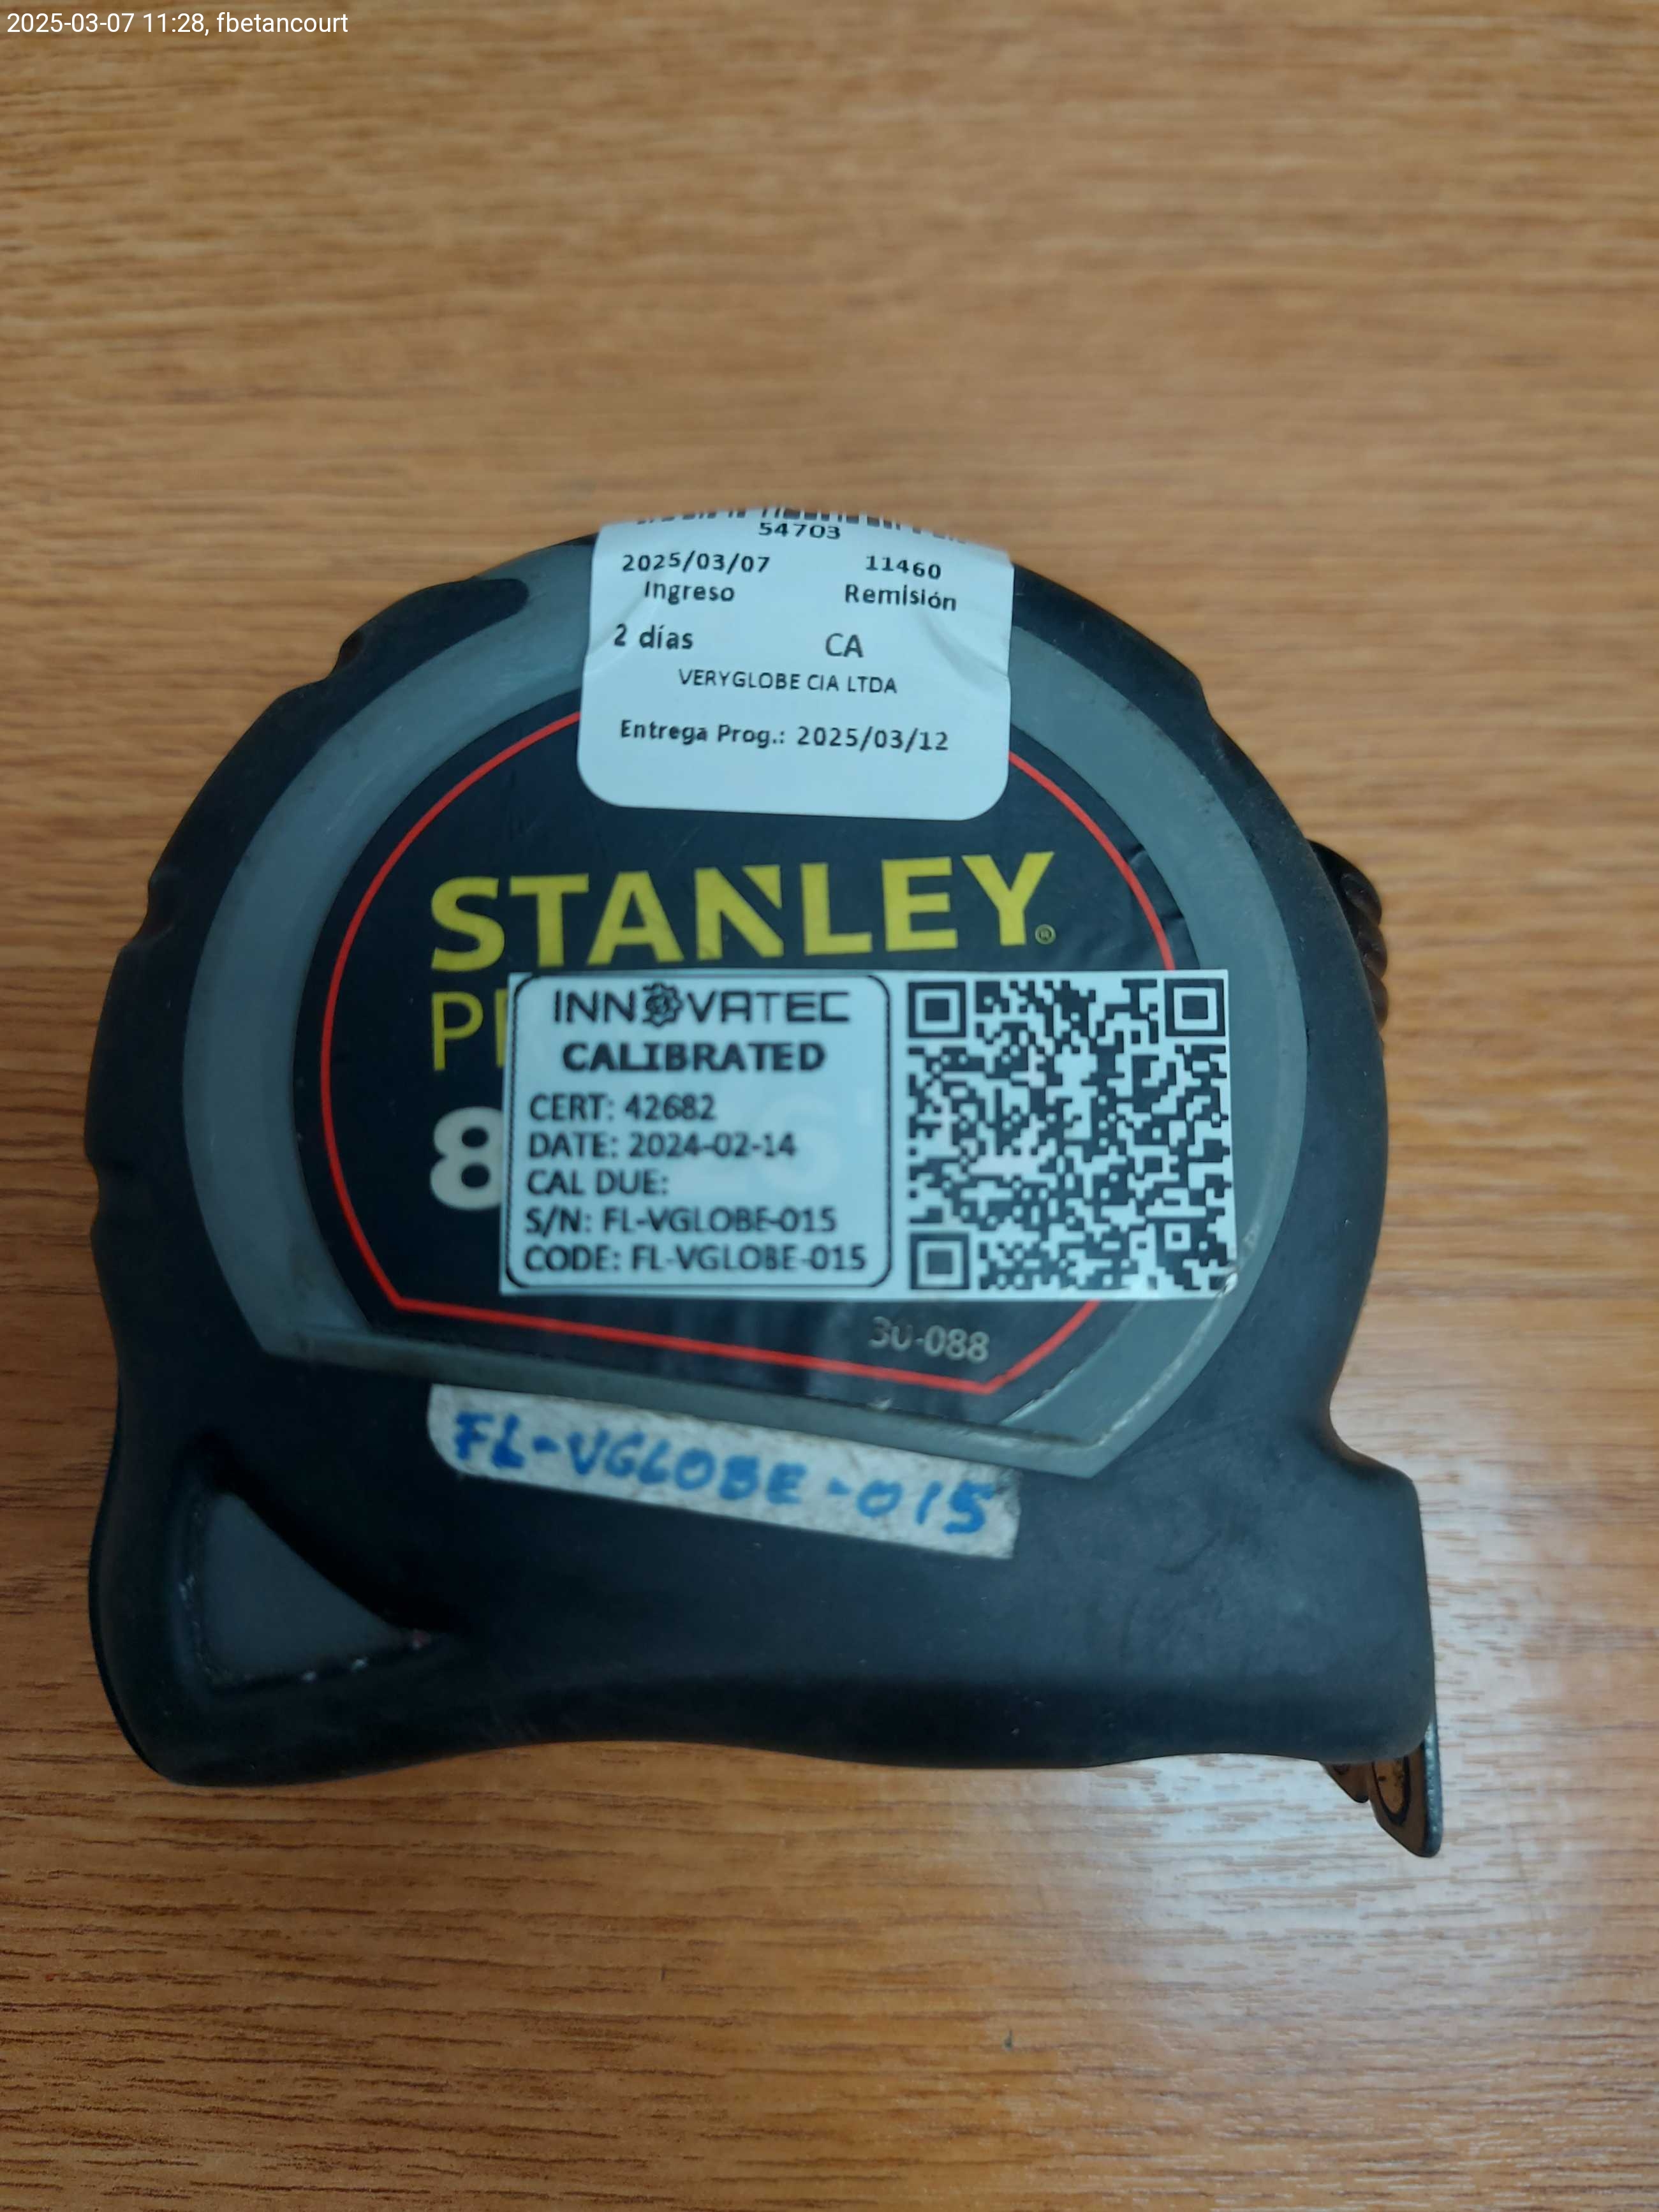 2025-03-07 11:28, fbetancourt
54703
2025/03/07 11460
Ingreso Remisión
2 días CA
VERYGLOBE CIA LTDA
Entrega Prog.: 2025/03/12
STANLEY®
INNOVATEC
CALIBRATED
8
CERT: 42682
DATE: 2024-02-14
CAL DUE:
S/N: FL-VGLOBE-015
CODE: FL-VGLOBE-015
30-088
FL-VGLOBE-015